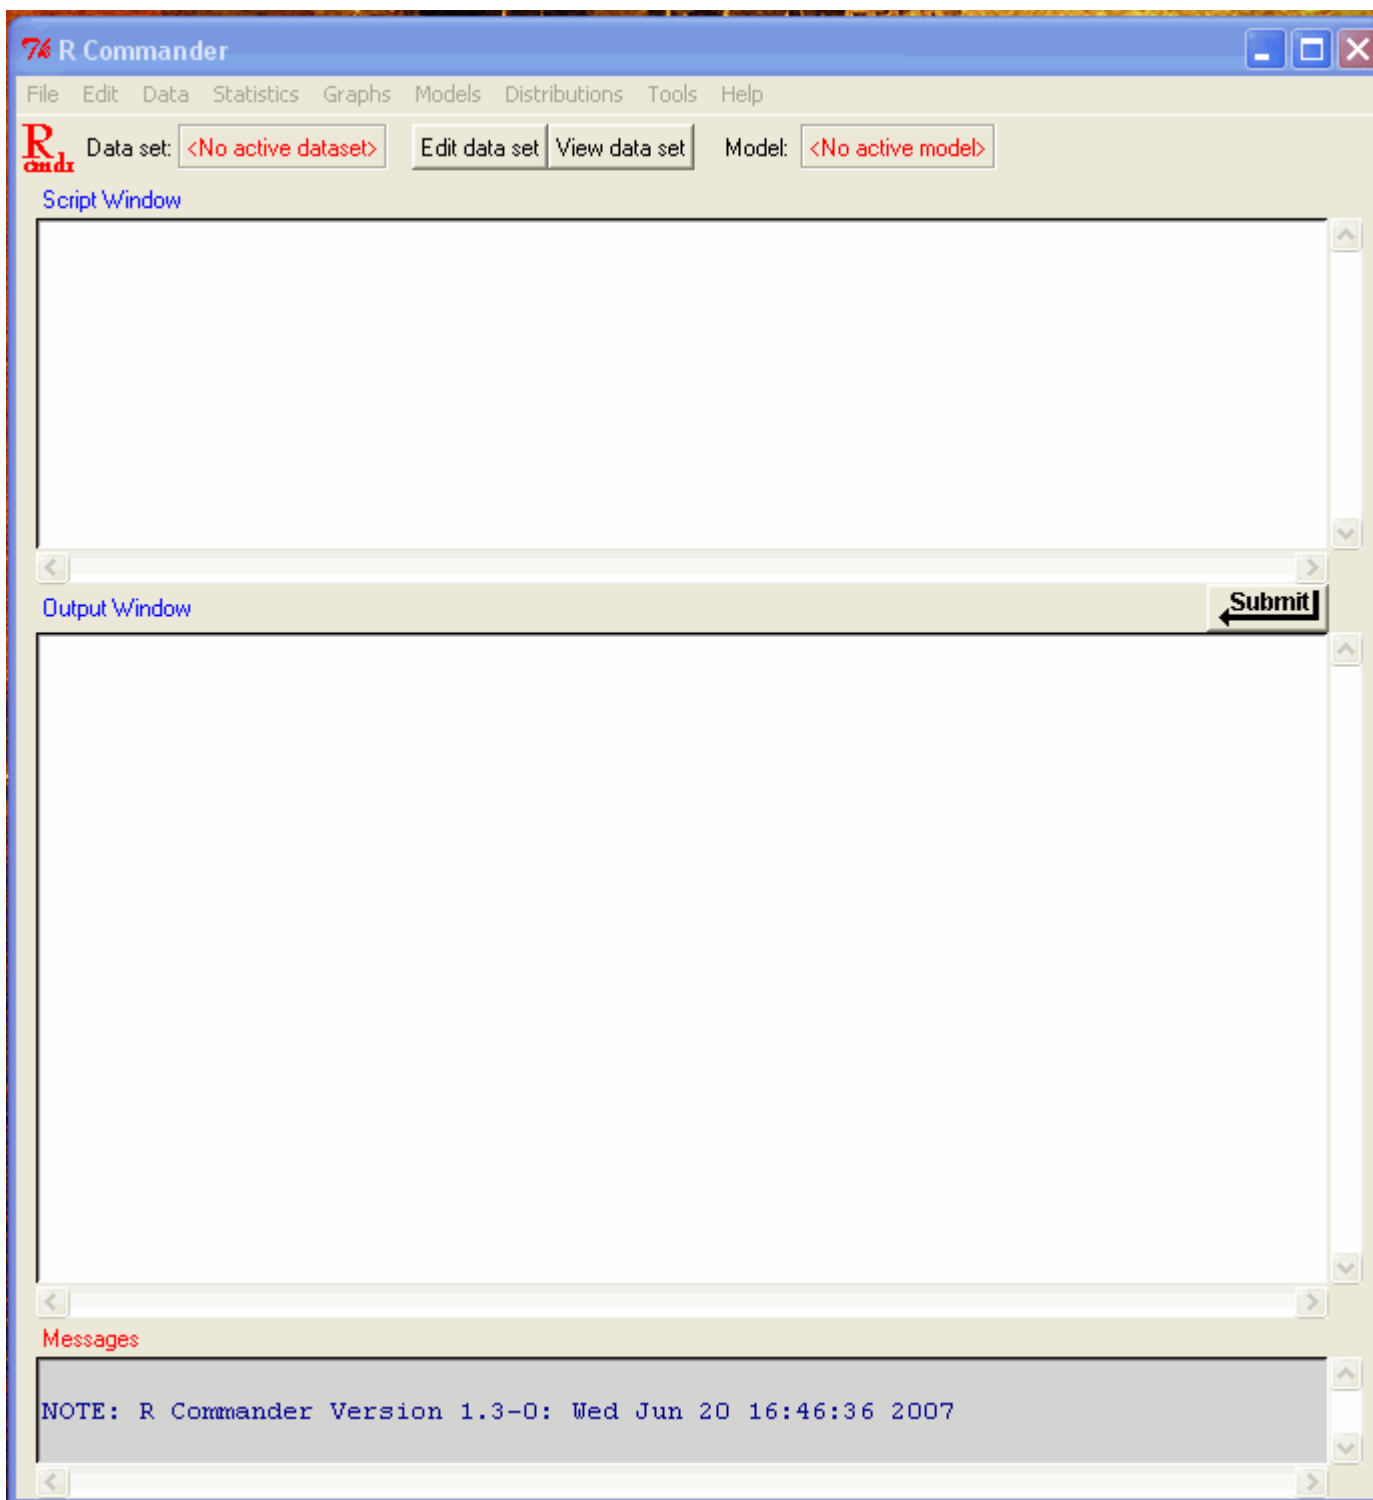 R Commander
File Edit Data Statistics Graphs Models Distributions Tools Help
R cmdr Data set: <No active dataset> Edit data set View data set Model: <No active model>
Script Window
Output Window Submit
Messages
NOTE: R Commander Version 1.3-0: Wed Jun 20 16:46:36 2007